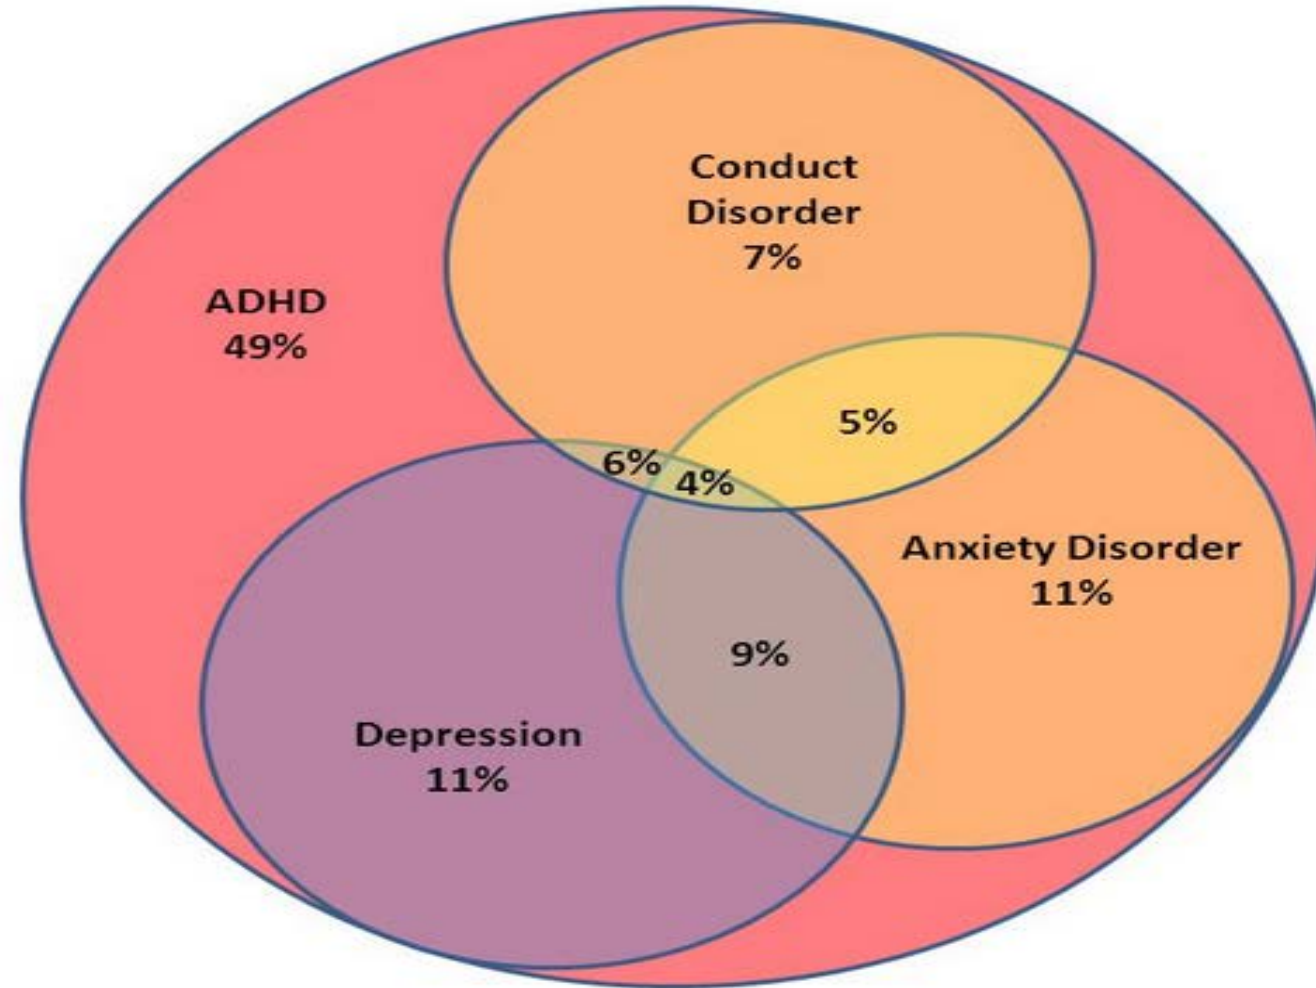 Conduct
Disorder
7%
ADHD
49%
5%
6%
4%
Anxiety Disorder
11%
9%
Depression
11%